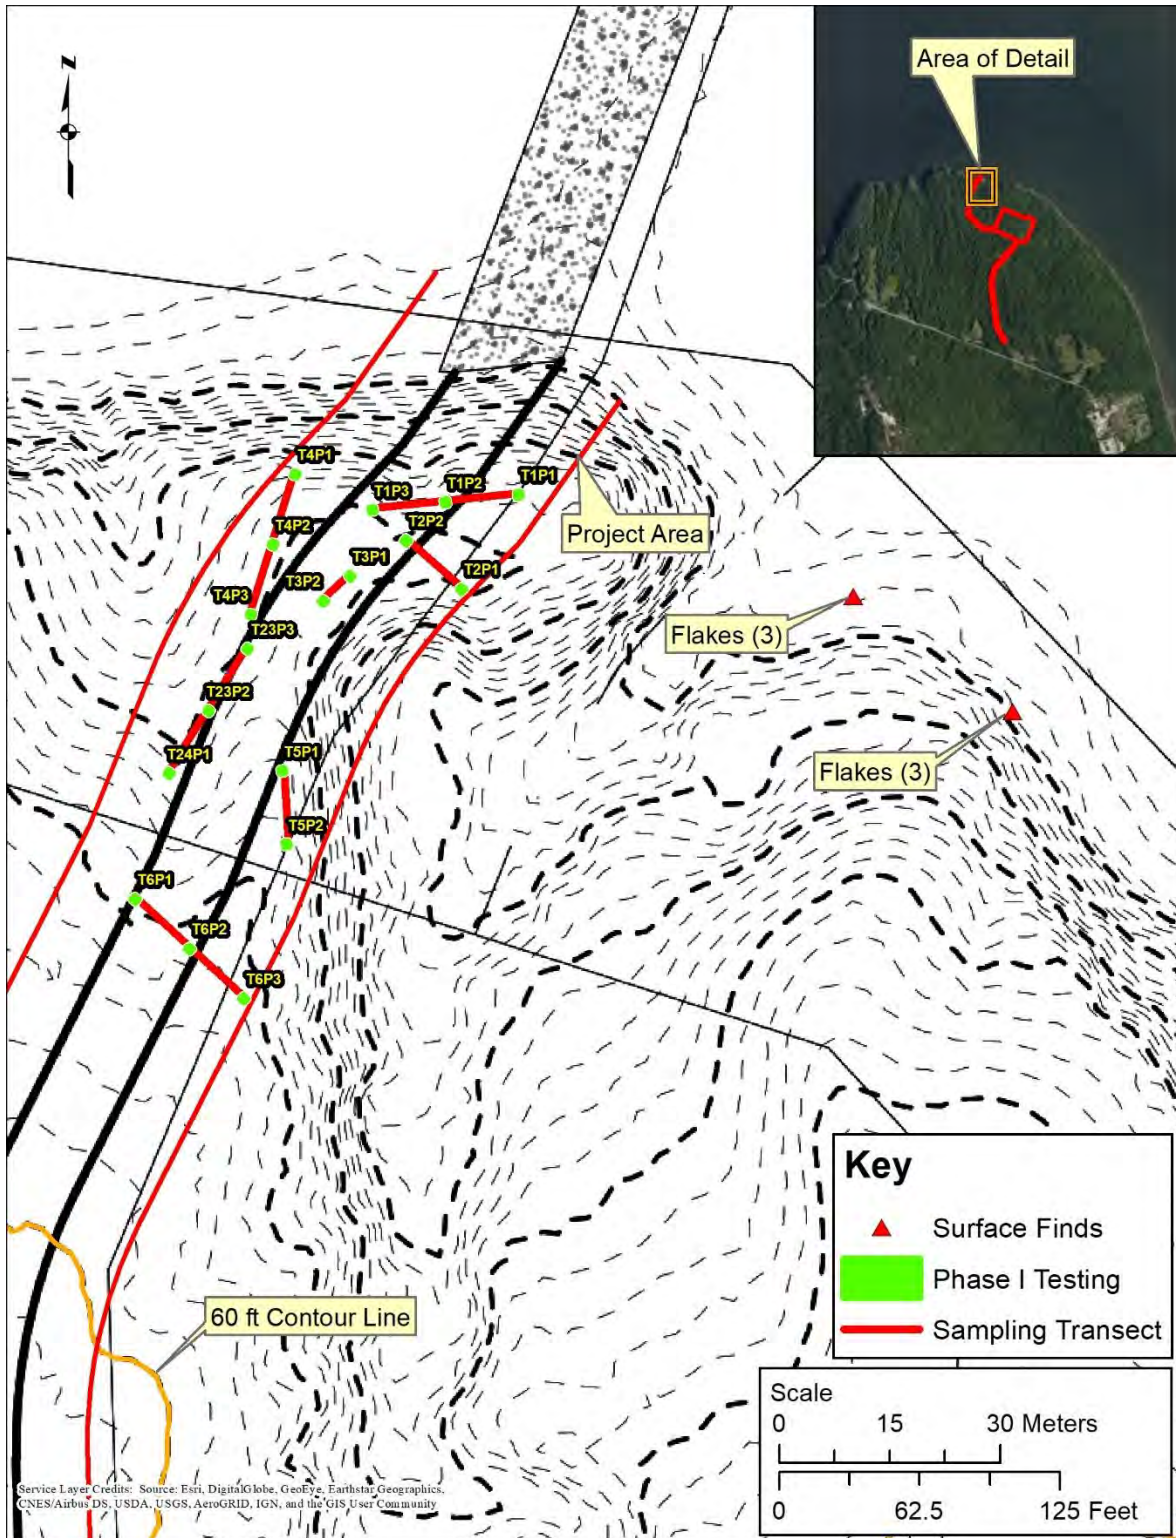 Z
Area of Detail
T4P1
T1P3
T1P2
T1P1
T4P2
T2P2
Project Area
T3P1
T3P2
T2P1
T4P3
T23P3
Flakes (3)
T23P2
T24P1
T5P1
Flakes (3)
T5P2
T6P1
T6P2
T6P3
Key
Surface Finds
Phase I Testing
Sampling Transect
60 ft Contour Line
Scale
0 15 30 Meters
0 62.5 125 Feet
Service Layer Credits: Source: Esri, DigitalGlobe, GeoEye, Earthstar Geographics,
CNES/Airbus DS, USDA, USGS, AeroGRID, IGN, and the GIS User Community